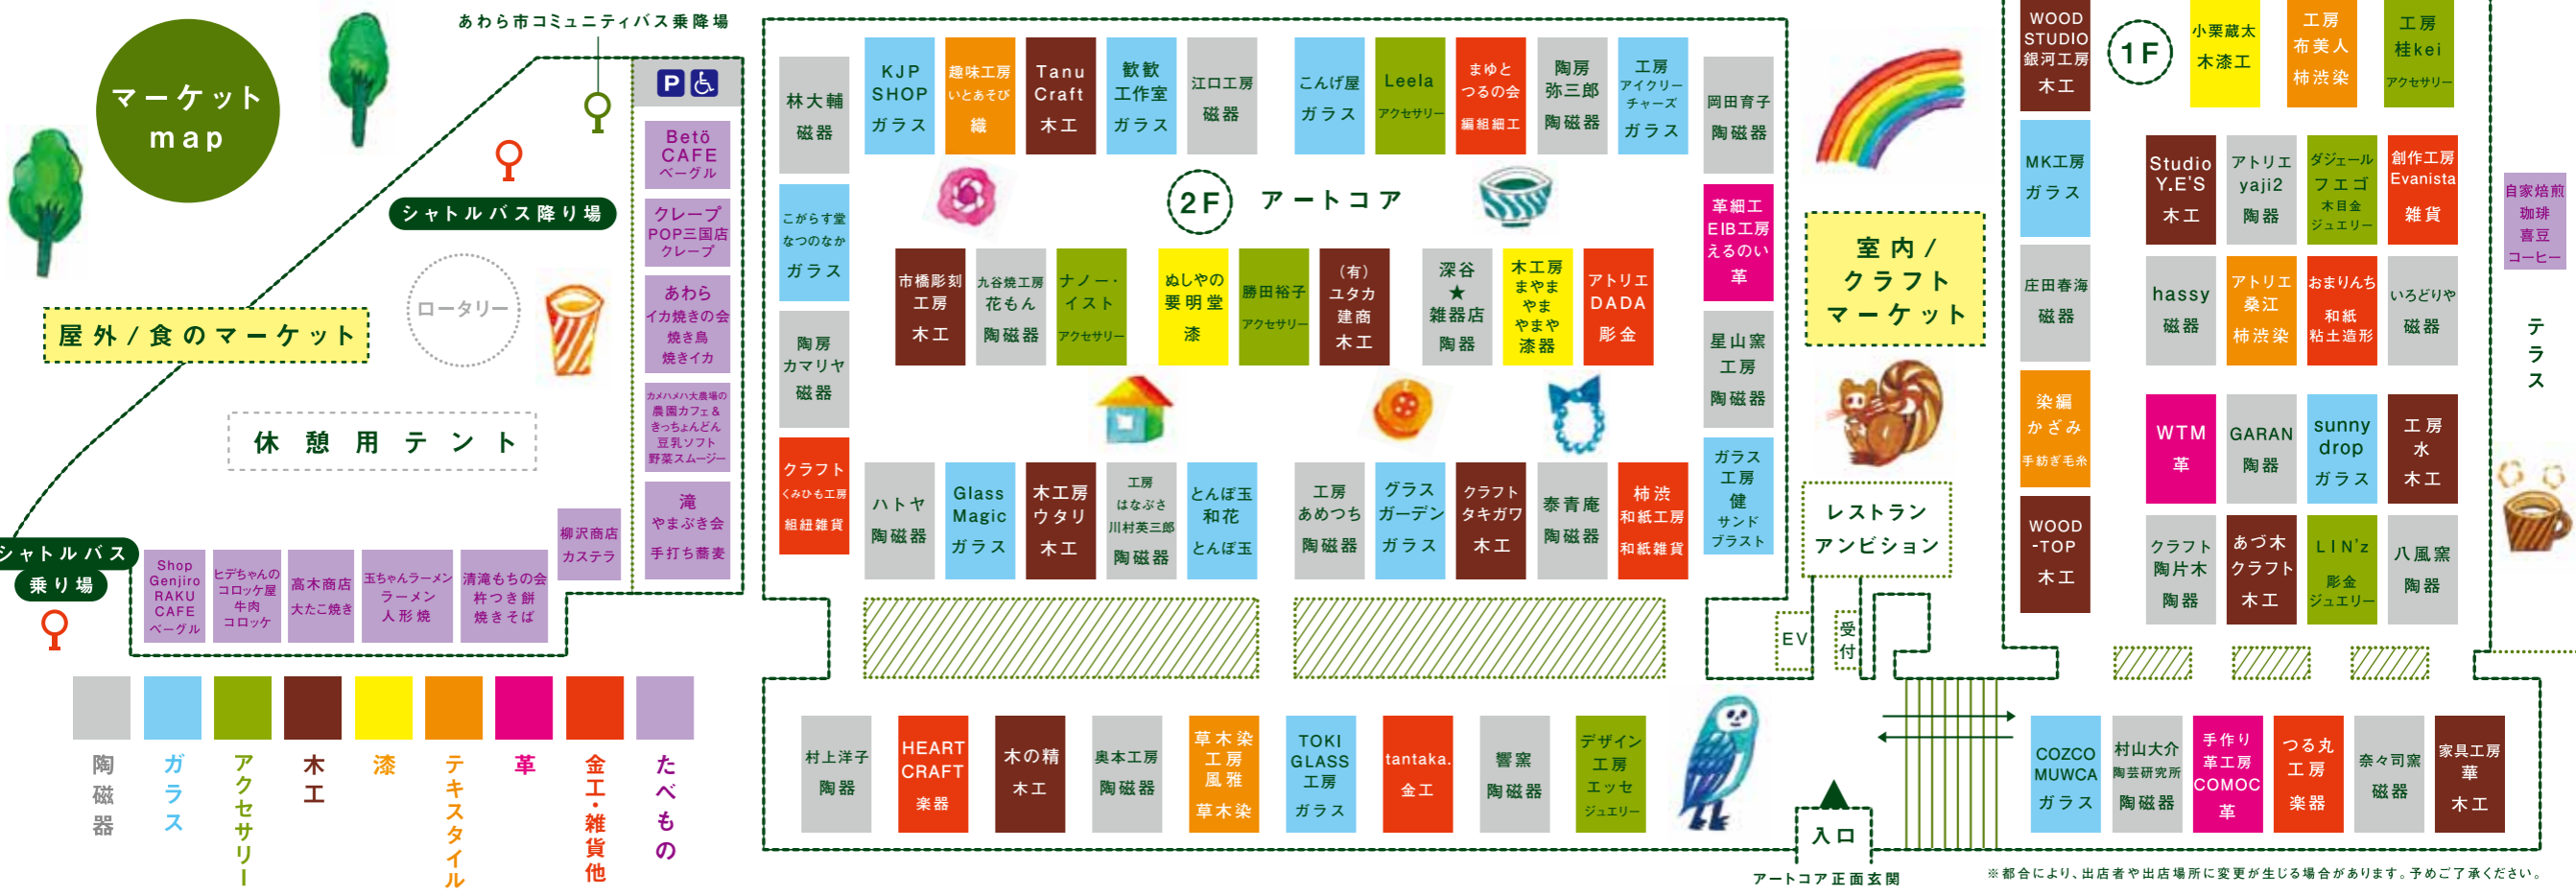 マーケット
map
あわら市コミュニティバス乗降場
P
シャトルバス降り場
ロータリー
屋外/食のマーケット
休憩用テント
シャトルバス
乗り場
Betö
CAFE
ベーグル
クレープ
POP三国店
クレープ
あわら
イカ焼きの会
焼き鳥
焼きイカ
カメハメハ大農場の
農園カフェ&
きっちょんどん
豆乳ソフト
野菜スムージー
滝
やまぶき会
手打ち蕎麦
柳沢商店
カステラ
Shop
Genjiro
RAKU
CAFE
ベーグル
ヒデちゃんの
コロッケ屋
牛肉
コロッケ
高木商店
大たこ焼き
玉ちゃんラーメン
ラーメン
人形焼
清滝もちの会
杵つき餅
焼きそば
陶磁器
ガラス
アクセサリー
木工
漆
テキスタイル
革
金工・雑貨他
たべもの
林大輔
磁器
こがらす堂
なつのなか
ガラス
陶房
カマリヤ
磁器
クラフト
くみひも工房
組紐雑貨
KJP
SHOP
ガラス
趣味工房
いとあそび
織
Tanu
Craft
木工
歓歓
工作室
ガラス
江口工房
磁器
こんげ屋
ガラス
Leela
アクセサリー
まゆと
つるの会
編組細工
陶房
弥三郎
陶磁器
工房
アイクリー
チャーズ
ガラス
岡田育子
陶磁器
革細工
EIB工房
えるのい
革
星山窯
工房
陶磁器
ガラス
工房
健
サンド
ブラスト
2F
アートコア
市橋彫刻
工房
木工
九谷焼工房
花もん
陶磁器
ナノー・
イスト
アクセサリー
ぬしやの
要明堂
漆
勝田裕子
アクセサリー
(有)
ユタカ
建商
木工
深谷
★
雑器店
陶器
木工房
まやま
やま
やまや
漆器
アトリエ
DADA
彫金
ハトヤ
陶磁器
Glass
Magic
ガラス
木工房
ウタリ
木工
工房
はなぶさ
川村英三郎
陶磁器
とんぼ玉
和花
とんぼ玉
工房
あめつち
陶磁器
グラス
ガーデン
ガラス
クラフト
タキガワ
木工
泰青庵
陶磁器
柿渋
和紙工房
和紙雑貨
村上洋子
陶器
HEART
CRAFT
楽器
木の精
木工
奥本工房
陶磁器
草木染
工房
風雅
草木染
TOKI
GLASS
工房
ガラス
tantaka.
金工
響窯
陶磁器
デザイン
工房
エッセ
ジュエリー
室内/
クラフト
マーケット
レストラン
アンビション
EV
受付
入口
アートコア正面玄関
1F
WOOD
STUDIO
銀河工房
木工
MK工房
ガラス
庄田春海
磁器
染編
かざみ
手紡ぎ毛糸
WOOD
-TOP
木工
小栗蔵太
木漆工
工房
布美人
柿渋染
工房
桂kei
アクセサリー
Studio
Y.E'S
木工
アトリエ
yaji2
陶器
ダジェール
フエゴ
木目金
ジュエリー
創作工房
Evanista
雑貨
hassy
磁器
アトリエ
桑江
柿渋染
おまりんち
和紙
粘土造形
いろどりや
磁器
WTM
革
GARAN
陶器
sunny
drop
ガラス
工房
水
木工
クラフト
陶片木
陶器
あづ木
クラフト
木工
LIN'z
彫金
ジュエリー
八風窯
陶器
自家焙煎
珈琲
喜豆
コーヒー
テラス
COZCO
MUWCA
ガラス
村山大介
陶芸研究所
陶磁器
手作り
革工房
COMOC
革
つる丸
工房
楽器
奈々司窯
磁器
家具工房
華
木工
※都合により、出店者や出店場所に変更が生じる場合があります。予めご了承ください。